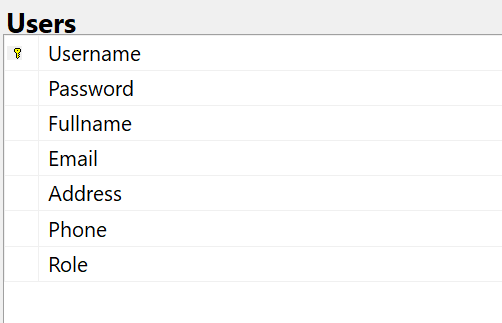 Users
Username
Password
Fullname
Email
Address
Phone
Role